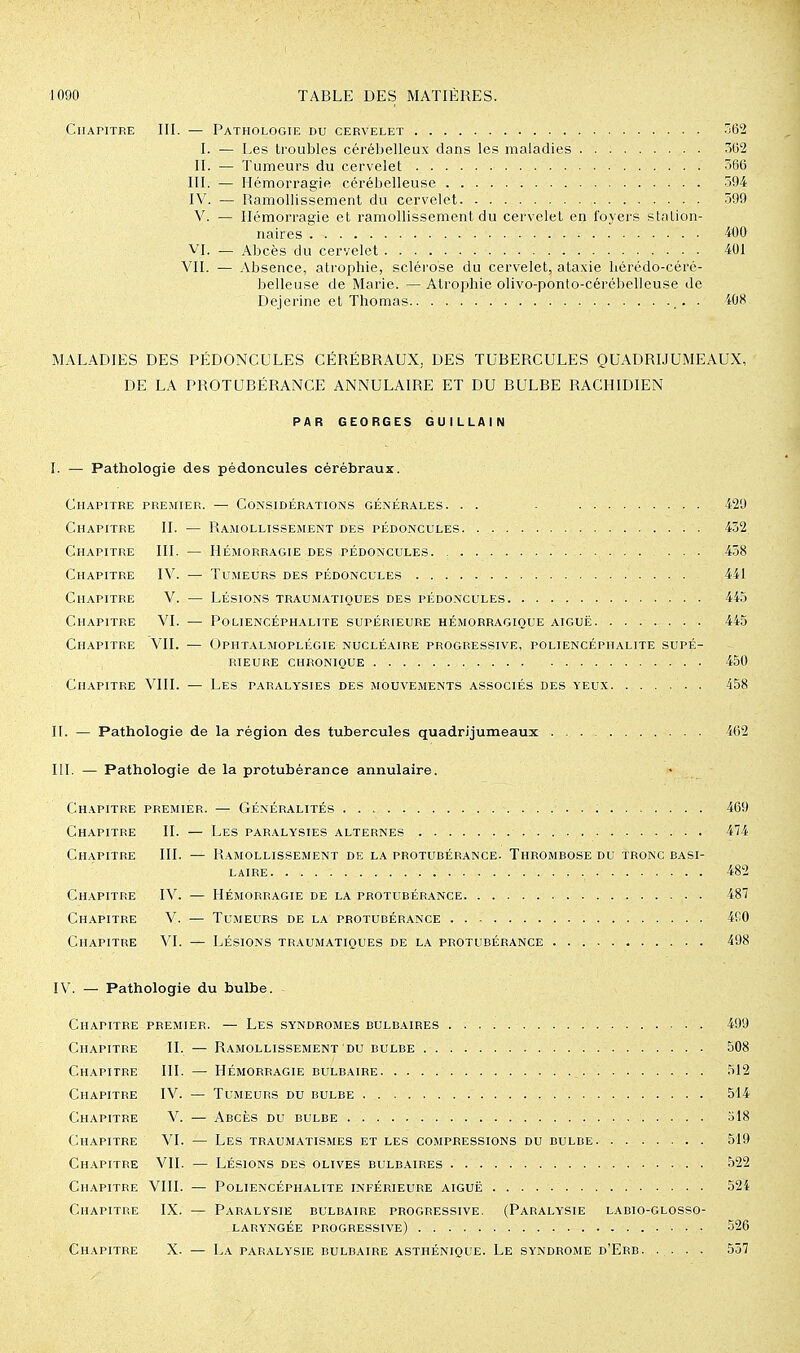 1090 TABLE DES MATIÈRES.
CHAPITRE III. — PATHOLOGIE DU CERVELET . . . . 362
I. — Les troubles cérébelleux dans les maladies . . . . 362
II. — Tumeurs du cervelet . . . . 366
III. — Hémorragie cérébelleuse . . . . 394
IV. — Ramollissement du cervelet. . . . 399
V. — Hémorragie et ramollissement du cervelet en foyers station-
naires . . . . 400
VI. — Abcès du cervelet . . . . 401
VII. — Absence, atrophie, sclérose du cervelet, ataxie hérédo-céré-
belleuse de Marie. — Atrophie olivo-ponto-cérébelleuse de
Dejerine et Thomas. . . . 408
MALADIES DES PÉDONCULES CÉRÉBRAUX, DES TUBERCULES QUADRIJUMEAUX,
DE LA PROTUBÉRANCE ANNULAIRE ET DU BULBE RACHIDIEN
PAR GEORGES GUILLAIN
I. — Pathologie des pédoncules cérébraux.
CHAPITRE PREMIER. — CONSIDÉRATIONS GÉNÉRALES. . . . 429
CHAPITRE II. — RAMOLLISSEMENT DES PÉDONCULES. . . . 432
CHAPITRE III. — HÉMORRAGIE DES PÉDONCULES. . . . 438
CHAPITRE IV. — TUMEURS DES PÉDONCULES . . . . 441
CHAPITRE V. — LÉSIONS TRAUMATIQUES DES PÉDONCULES. . . . 445
CHAPITRE VI. — POLIENCÉPHALITE SUPÉRIEURE HÉMORRAGIQUE AIGUË. . . . 445
CHAPITRE VII. — OPHTALMOPLÉGIE NUCLÉAIRE PROGRESSIVE, POLIENCÉPHALITE SUPÉ-
RIEURE CHRONIQUE . . . . 450
CHAPITRE VIII. — LES PARALYSIES DES MOUVEMENTS ASSOCIÉS DES YEUX. . . . 458
II. — Pathologie de la région des tubercules quadrijumeaux . . . . 462
III. — Pathologie de la protubérance annulaire.
CHAPITRE PREMIER. — GÉNÉRALITÉS . . . . 469
CHAPITRE II. — LES PARALYSIES ALTERNES . . . . 474
CHAPITRE III. — RAMOLLISSEMENT DE LA PROTUBÉRANCE. THROMBOSE DU TRONC BASI-
LAIRE. . . . 482
CHAPITRE IV. — HÉMORRAGIE DE LA PROTUBÉRANCE. . . . 487
CHAPITRE V. — TUMEURS DE LA PROTUBÉRANCE . . . . 490
CHAPITRE VI. — LÉSIONS TRAUMATIQUES DE LA PROTUBÉRANCE . . . . 498
IV. — Pathologie du bulbe.
CHAPITRE PREMIER. — LES SYNDROMES BULBAIRES . . . . 499
CHAPITRE II. — RAMOLLISSEMENT DU BULBE . . . . 508
CHAPITRE III. — HÉMORRAGIE BULBAIRE. . . . 512
CHAPITRE IV. — TUMEURS DU BULBE . . . . 514
CHAPITRE V. — ABCÈS DU BULBE . . . . 518
CHAPITRE VI. — LES TRAUMATISMES ET LES COMPRESSIONS DU BULBE. . . . 519
CHAPITRE VII. — LÉSIONS DES OLIVES BULBAIRES . . . . 522
CHAPITRE VIII. — POLIENCÉPHALITE INFÉRIEURE AIGUË . . . . 524
CHAPITRE IX. — PARALYSIE BULBAIRE PROGRESSIVE. (PARALYSIE LABIO-GLOSSO-
LARYNGÉE PROGRESSIVE) . . . . 526
CHAPITRE X. — LA PARALYSIE BULBAIRE ASTHÉNIQUE. LE SYNDROME D'ERB. . . . 537